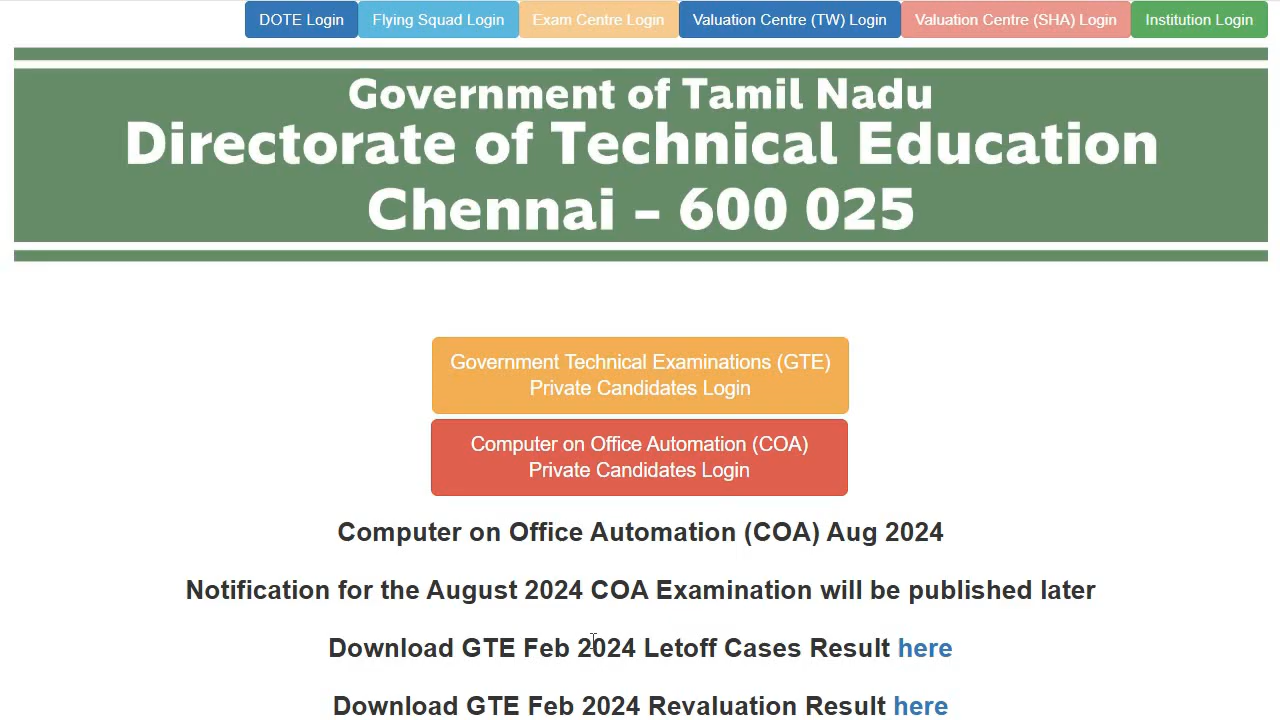 DOTE Login Flying Squad Login Exam Centre Login Valuation Centre (TW) Login Valuation Centre (SHA) Login Institution Login
Government of Tamil Nadu
Directorate of Technical Education
Chennai – 600 025
Government Technical Examinations (GTE)
Private Candidates Login
Computer on Office Automation (COA)
Private Candidates Login
Computer on Office Automation (COA) Aug 2024
Notification for the August 2024 COA Examination will be published later
Download GTE Feb 2024 Letoff Cases Result here
Download GTE Feb 2024 Revaluation Result here